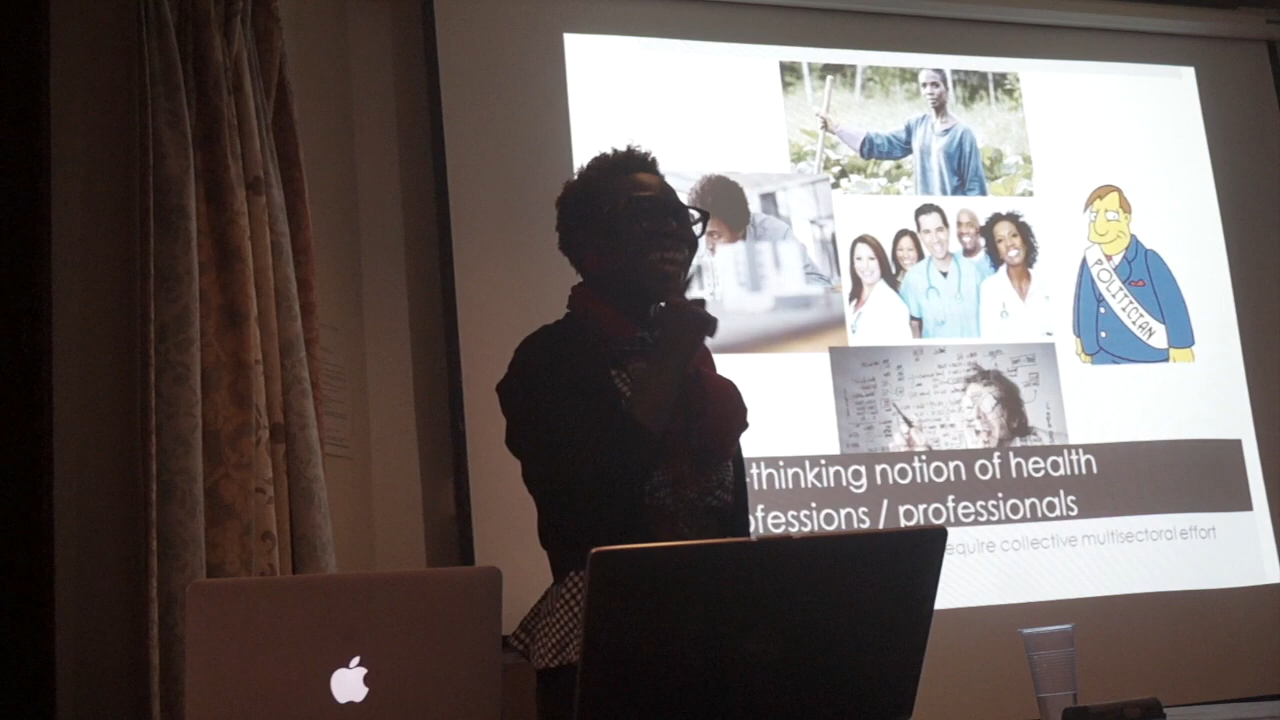 POLITICIAN
-thinking notion of health
ofessions / professionals
equire collective multisectoral effort